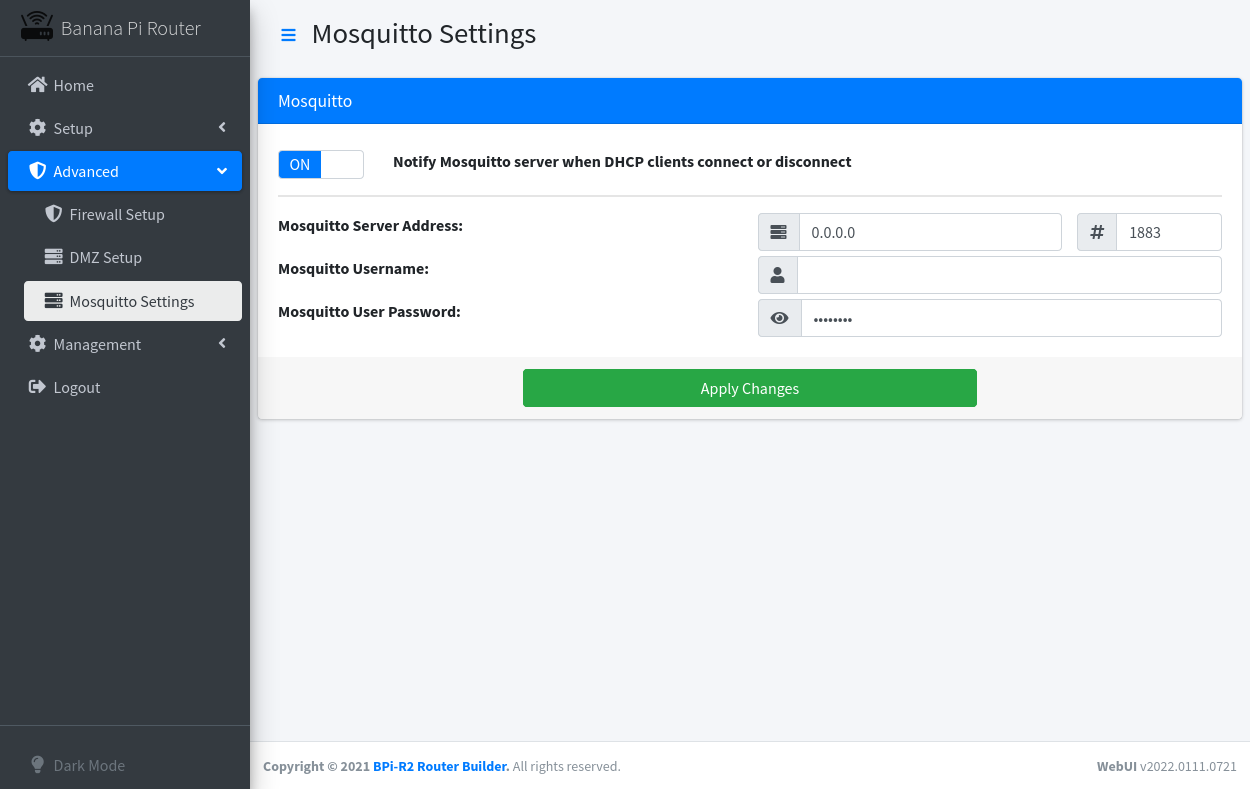 Banana Pi Router
Home
Setup
Advanced
Firewall Setup
DMZ Setup
Mosquitto Settings
Management
Logout
Dark Mode
Mosquitto Settings
Mosquitto
ON
Notify Mosquitto server when DHCP clients connect or disconnect
Mosquitto Server Address:
0.0.0.0
# 1883
Mosquitto Username:
Mosquitto User Password:
••••••••
Apply Changes
Copyright © 2021 BPi-R2 Router Builder. All rights reserved.
WebUI v2022.0111.0721